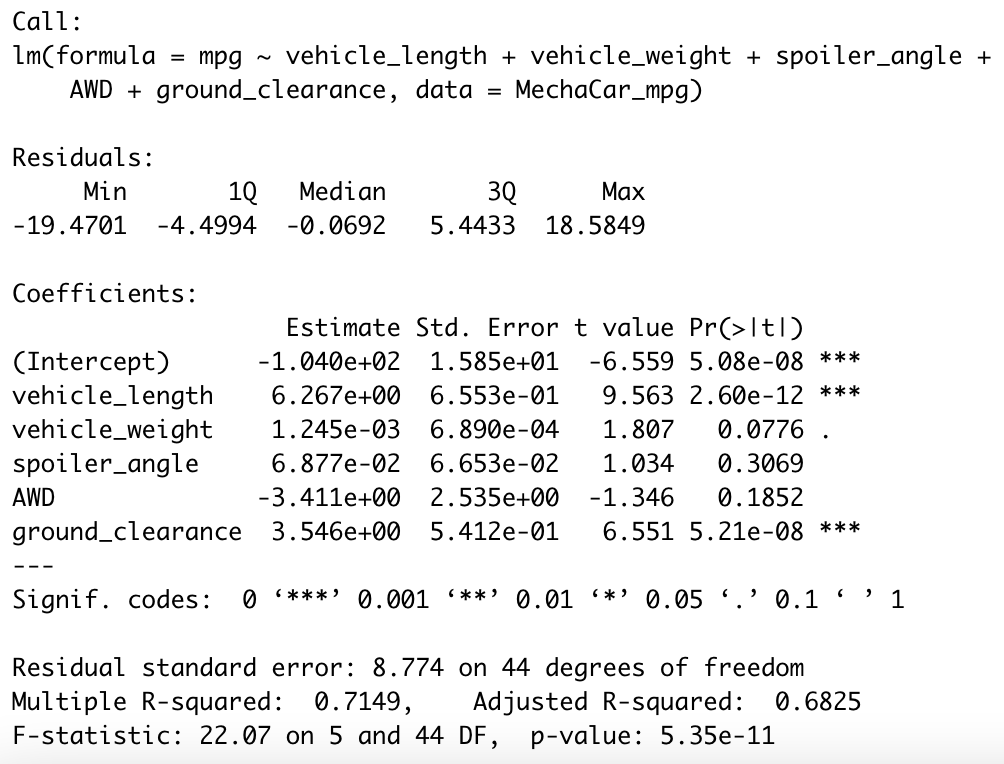 Call:
lm(formula = mpg ~ vehicle_length + vehicle_weight + spoiler_angle +
    AWD + ground_clearance, data = MechaCar_mpg)

Residuals:
     Min       1Q   Median       3Q      Max
-19.4701  -4.4994  -0.0692   5.4433  18.5849

Coefficients:
                   Estimate Std. Error t value Pr(>|t|)
(Intercept)      -1.040e+02  1.585e+01  -6.559 5.08e-08 ***
vehicle_length    6.267e+00  6.553e-01   9.563 2.60e-12 ***
vehicle_weight    1.245e-03  6.890e-04   1.807   0.0776 .
spoiler_angle     6.877e-02  6.653e-02   1.034   0.3069
AWD              -3.411e+00  2.535e+00  -1.346   0.1852
ground_clearance  3.546e+00  5.412e-01   6.551 5.21e-08 ***
---
Signif. codes:  0 ‘***’ 0.001 ‘**’ 0.01 ‘*’ 0.05 ‘.’ 0.1 ‘ ’ 1

Residual standard error: 8.774 on 44 degrees of freedom
Multiple R-squared:  0.7149,	Adjusted R-squared:  0.6825
F-statistic: 22.07 on 5 and 44 DF,  p-value: 5.35e-11